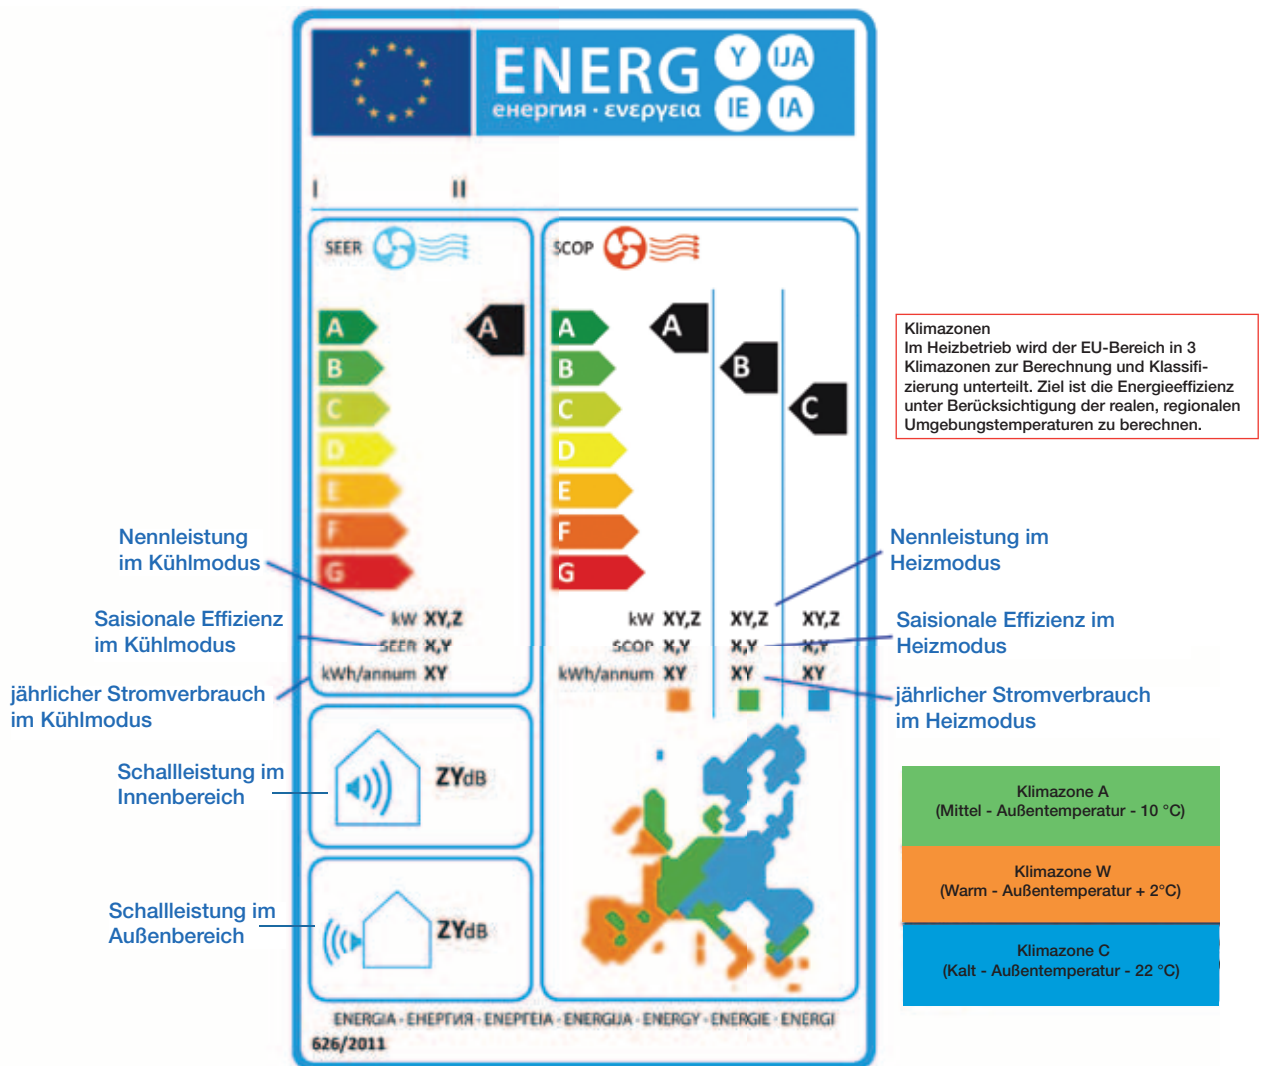 ENERG
Y IJA
IE IA
енергия · ενεργεια
I II
SEER
A
B
C
D
E
F
G
A
kW XY,Z
SEER X,Y
kWh/annum XY
SCOP
A
B
C
D
E
F
G
A
B
C
kW XY,Z XY,Z XY,Z
SCOP X,Y X,Y X,Y
kWh/annum XY XY XY
ZYdB
ZYdB
ENERGIA · ЕНЕРГИЯ · ΕΝΕΡΓΕΙΑ · ENERGIJA · ENERGY · ENERGIE · ENERGI
626/2011
Nennleistung
im Kühlmodus
Saisionale Effizienz
im Kühlmodus
jährlicher Stromverbrauch
im Kühlmodus
Schallleistung im
Innenbereich
Schallleistung im
Außenbereich
Klimazonen
Im Heizbetrieb wird der EU-Bereich in 3
Klimazonen zur Berechnung und Klassifi-
zierung unterteilt. Ziel ist die Energieeffizienz
unter Berücksichtigung der realen, regionalen
Umgebungstemperaturen zu berechnen.
Nennleistung im
Heizmodus
Saisionale Effizienz im
Heizmodus
jährlicher Stromverbrauch
im Heizmodus
Klimazone A
(Mittel - Außentemperatur - 10 °C)
Klimazone W
(Warm - Außentemperatur + 2°C)
Klimazone C
(Kalt - Außentemperatur - 22 °C)